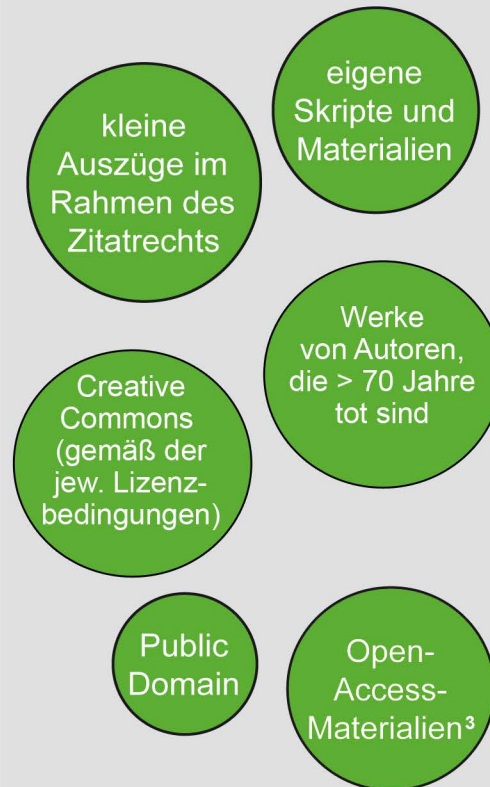 eigene
Skripte und
Materialien
kleine
Auszüge im
Rahmen des
Zitatrechts
Werke
von Autoren,
die > 70 Jahre
tot sind
Creative
Commons
(gemäß der
jew. Lizenz-
bedingungen)
Public
Domain
Open-
Access-
Materialien³